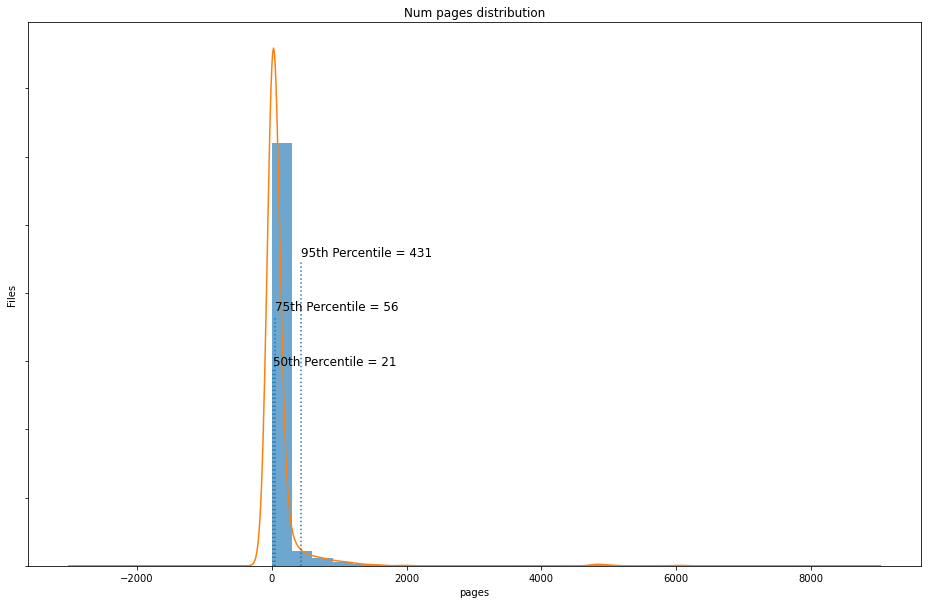 Num pages distribution
95th Percentile = 431
75th Percentile = 56
50th Percentile = 21
Files
−2000 0 2000 4000 6000 8000
pages